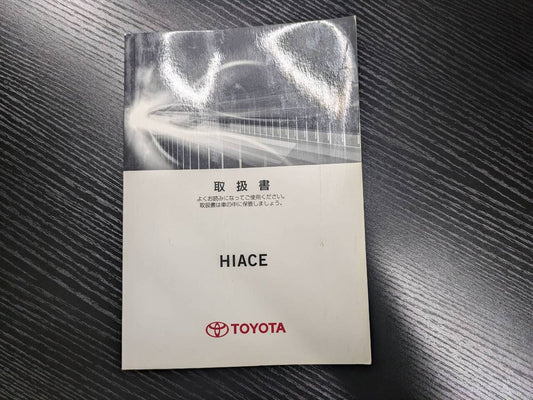 取扱書
よくお読みになってご使用ください。
取扱書は車の中に保管しましょう。
HIACE
TOYOTA